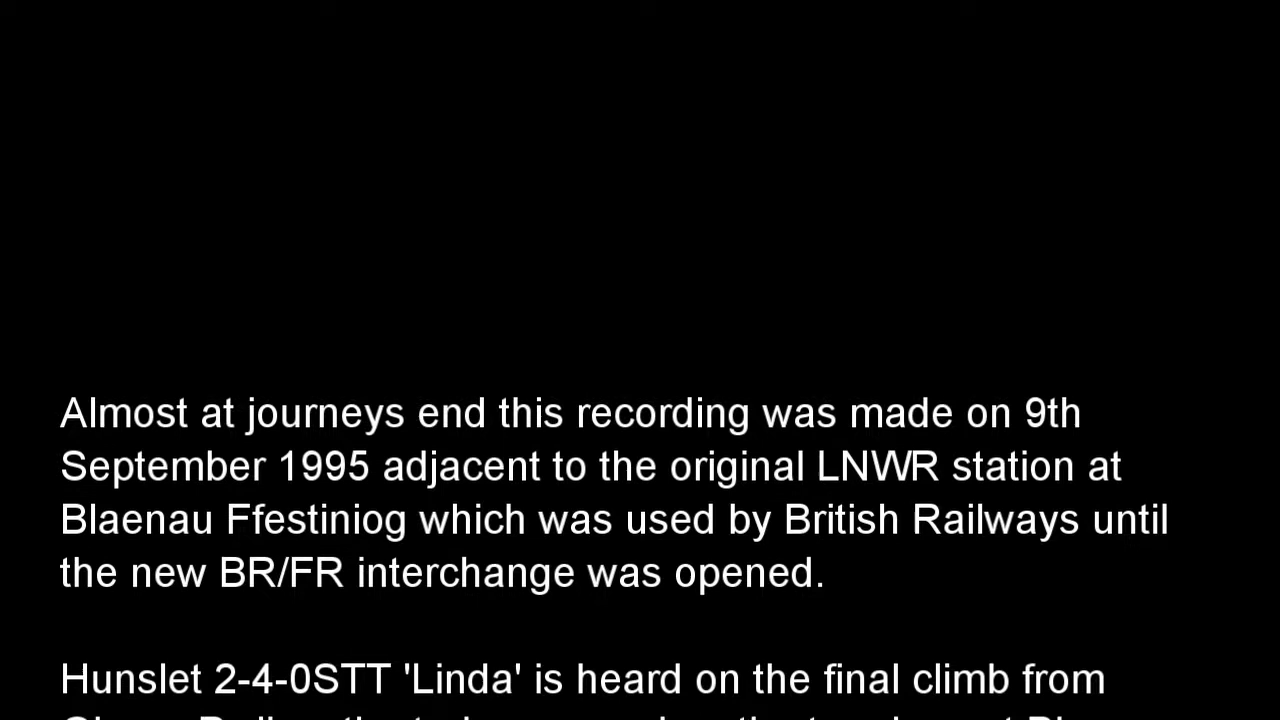 Almost at journeys end this recording was made on 9th
September 1995 adjacent to the original LNWR station at
Blaenau Ffestiniog which was used by British Railways until
the new BR/FR interchange was opened.
Hunslet 2-4-0STT 'Linda' is heard on the final climb from